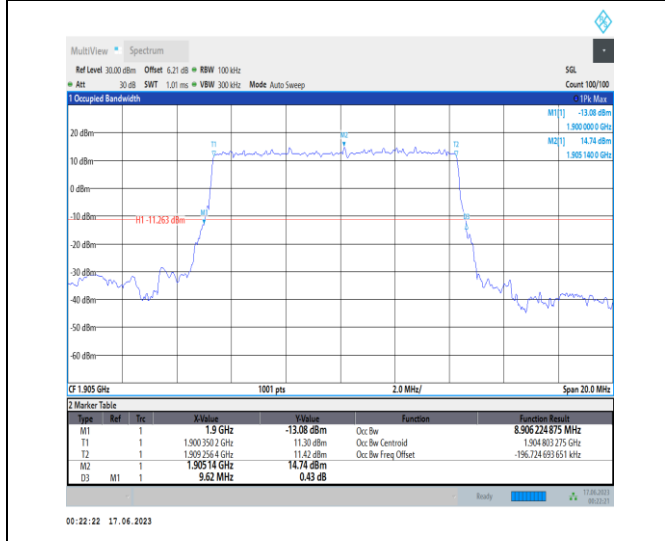 MultiView Spectrum
Ref Level 30.00 dBm Offset 6.21 dB RBW 100 kHz SGL
Att 30 dB SWT 1.01 ms VBW 300 kHz Mode Auto Sweep Count 100/100
1 Occupied Bandwidth 1Pk Max
M1[1] -13.08 dBm
1.900 000 0 GHz
M2[1] 14.74 dBm
1.905 140 0 GHz
20 dBm
M2
T1
T2
10 dBm
0 dBm
-10 dBm
M1
H1 -11.263 dBm
D3
-20 dBm
-30 dBm
-40 dBm
-50 dBm
-60 dBm
CF 1.905 GHz 1001 pts 2.0 MHz/ Span 20.0 MHz
2 Marker Table
Type Ref Trc X-Value Y-Value Function Function Result
M1 1 1.9 GHz -13.08 dBm Occ Bw 8.906 224 875 MHz
T1 1 1.900 350 2 GHz 11.30 dBm Occ Bw Centroid 1.904 803 275 GHz
T2 1 1.909 256 4 GHz 11.42 dBm Occ Bw Freq Offset -196.724 693 651 kHz
M2 1 1.905 14 GHz 14.74 dBm
D3 M1 1 9.62 MHz 0.43 dB
Ready 17.06.2023
00:22:21
00:22:22 17.06.2023